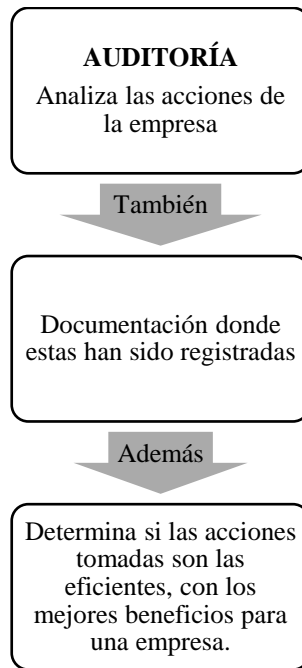 AUDITORÍA
Analiza las acciones de
la empresa
También
Documentación donde
estas han sido registradas
Además
Determina si las acciones
tomadas son las
eficientes, con los
mejores beneficios para
una empresa.